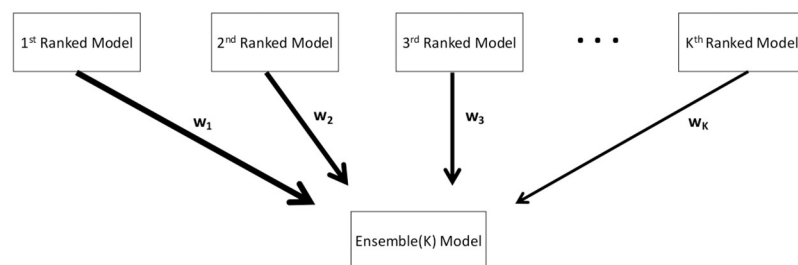 1st Ranked Model
2nd Ranked Model
3rd Ranked Model
• • •
Kth Ranked Model
w1
w2
w3
wK
Ensemble(K) Model